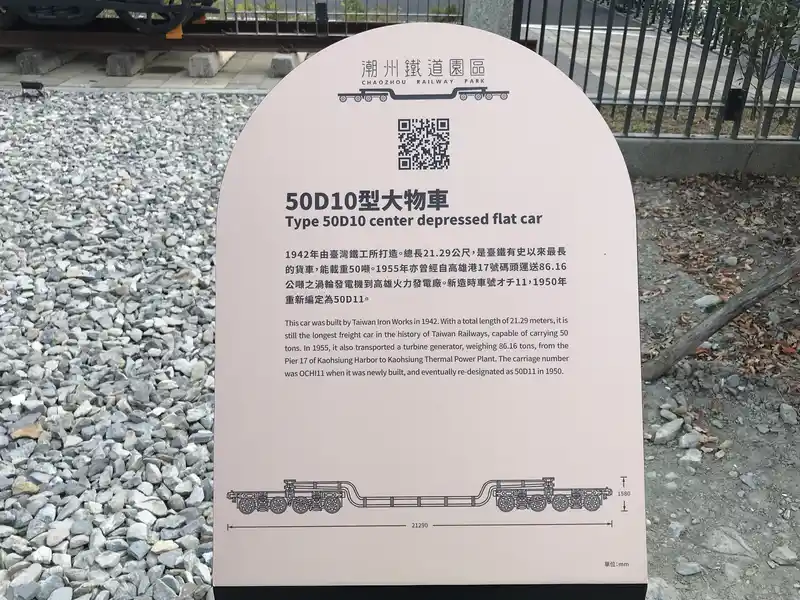 潮州鐵道園區
CHAOZHOU RAILWAY PARK
50D10型大物車
Type 50D10 center depressed flat car
1942年由臺灣鐵工所打造。總長21.29公尺，是臺鐵有史以來最長
的貨車，能載重50噸。1955年亦曾經自高雄港17號碼頭運送86.16
公噸之渦輪發電機到高雄火力發電廠。新造時車號オチ11，1950年
重新編定為50D11。
This car was built by Taiwan Iron Works in 1942. With a total length of 21.29 meters, it is
still the longest freight car in the history of Taiwan Railways, capable of carrying 50
tons. In 1955, it also transported a turbine generator, weighing 86.16 tons, from the
Pier 17 of Kaohsiung Harbor to Kaohsiung Thermal Power Plant. The carriage number
was OCHI11 when it was newly built, and eventually re-designated as 50D11 in 1950.
1580
21290
單位：mm